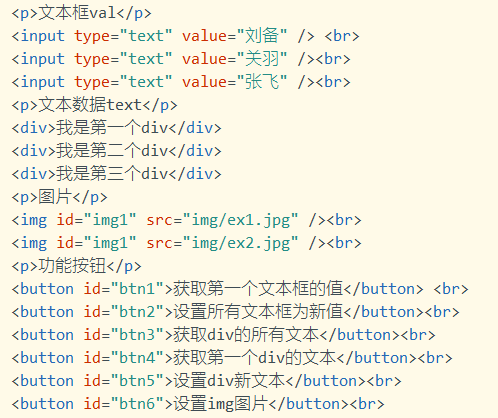 <p>文本框val</p>
<input type="text" value="刘备" /> <br>
<input type="text" value="关羽" /><br>
<input type="text" value="张飞" /><br>
<p>文本数据text</p>
<div>我是第一个div</div>
<div>我是第二个div</div>
<div>我是第三个div</div>
<p>图片</p>
<img id="img1" src="img/ex1.jpg" /><br>
<img id="img1" src="img/ex2.jpg" /><br>
<p>功能按钮</p>
<button id="btn1">获取第一个文本框的值</button> <br>
<button id="btn2">设置所有文本框为新值</button><br>
<button id="btn3">获取div的所有文本</button><br>
<button id="btn4">获取第一个div的文本</button><br>
<button id="btn5">设置div新文本</button><br>
<button id="btn6">设置img图片</button><br>